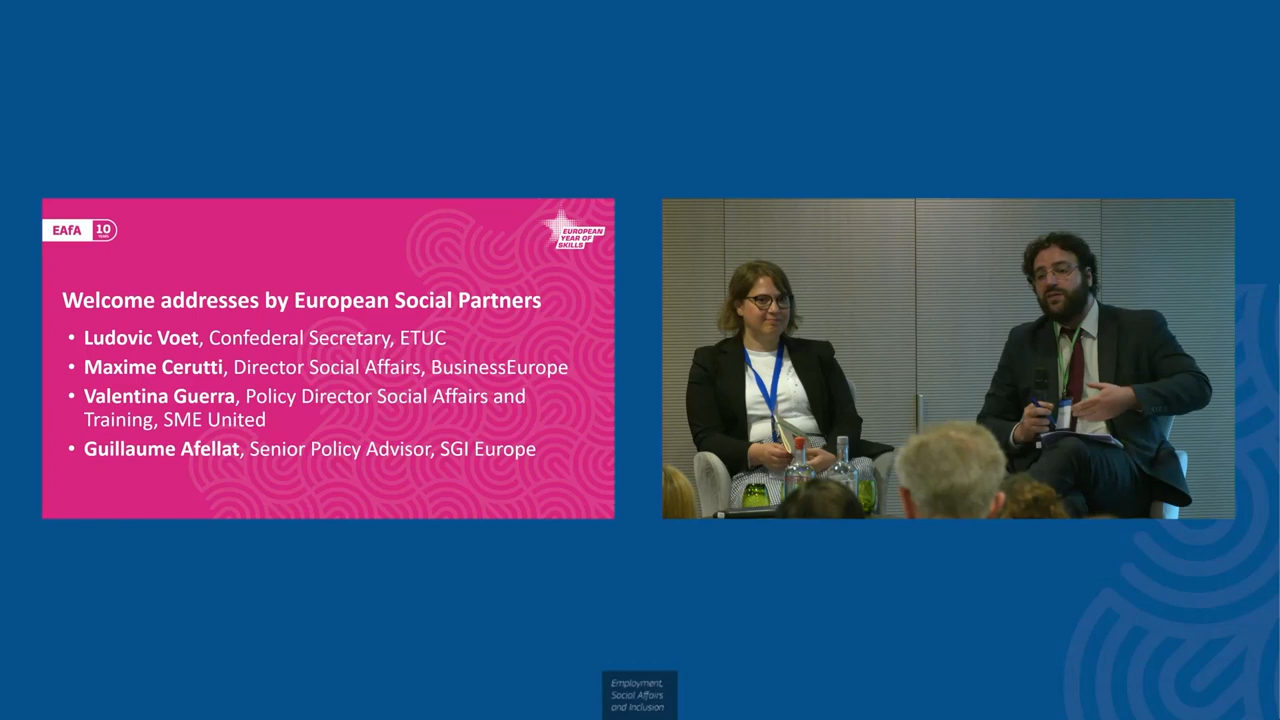 EAfA 10
YEARS
EUROPEAN
YEAR OF
SKILLS
Welcome addresses by European Social Partners
• Ludovic Voet, Confederal Secretary, ETUC
• Maxime Cerutti, Director Social Affairs, BusinessEurope
• Valentina Guerra, Policy Director Social Affairs and
Training, SME United
• Guillaume Afellat, Senior Policy Advisor, SGI Europe
Employment,
Social Affairs
and Inclusion